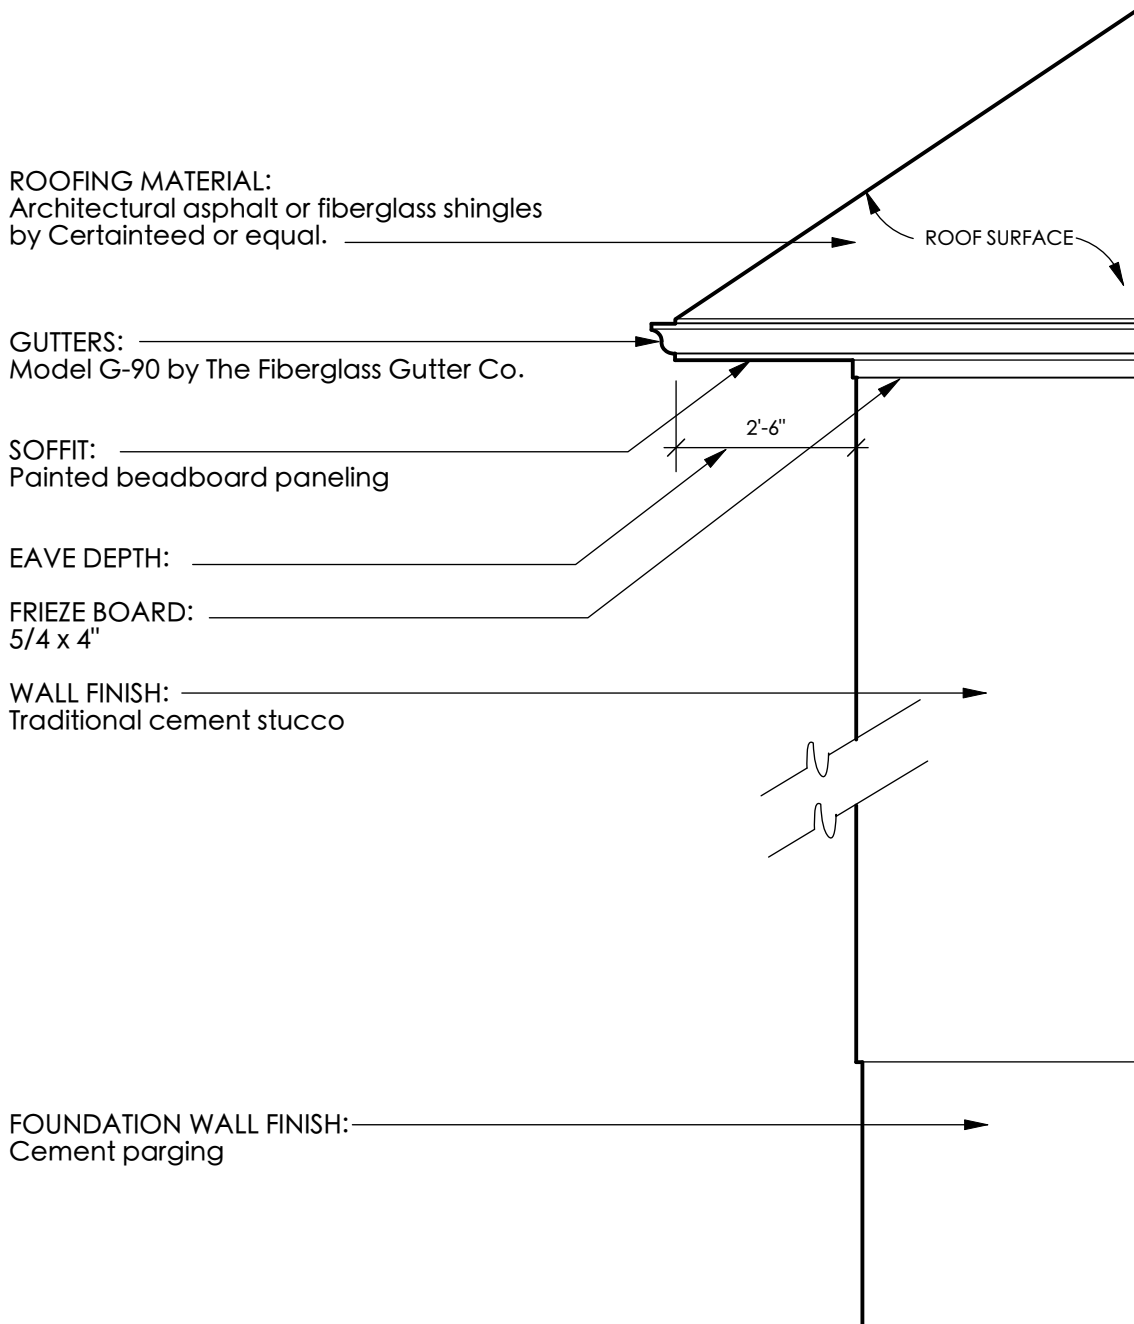 ROOFING MATERIAL:
Architectural asphalt or fiberglass shingles
by Certainteed or equal.
ROOF SURFACE
GUTTERS:
Model G-90 by The Fiberglass Gutter Co.
2'-6"
SOFFIT:
Painted beadboard paneling
EAVE DEPTH:
FRIEZE BOARD:
5/4 x 4"
WALL FINISH:
Traditional cement stucco
FOUNDATION WALL FINISH:
Cement parging